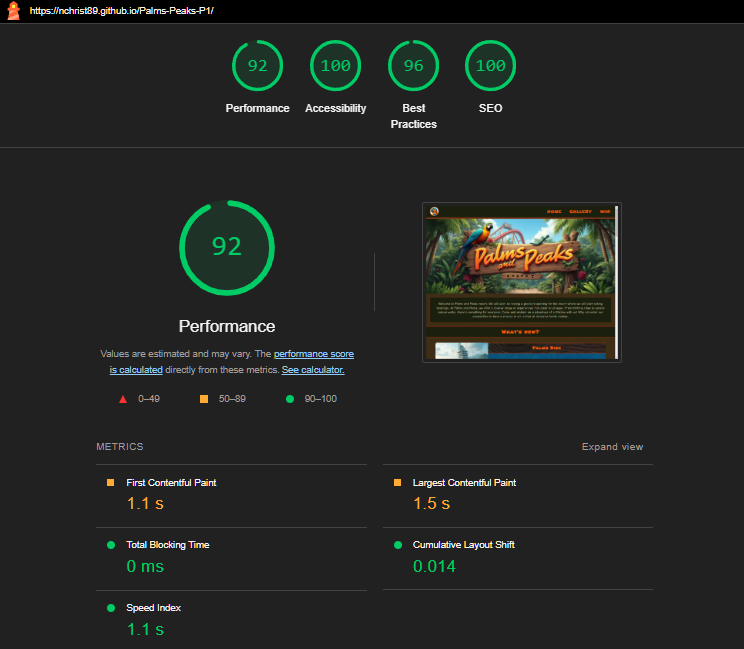 https://nchrist89.github.io/Palms-Peaks-P1/
92
100
96
100
Performance
Accessibility
Best
Practices
SEO
92
Performance
Values are estimated and may vary. The performance score
is calculated directly from these metrics. See calculator.
0–49
50–89
90–100
HOME GALLERY
Palms
and Peaks
WHAT'S NEW?
PALMS SIDE
METRICS
Expand view
First Contentful Paint
1.1 s
Largest Contentful Paint
1.5 s
Total Blocking Time
0 ms
Cumulative Layout Shift
0.014
Speed Index
1.1 s